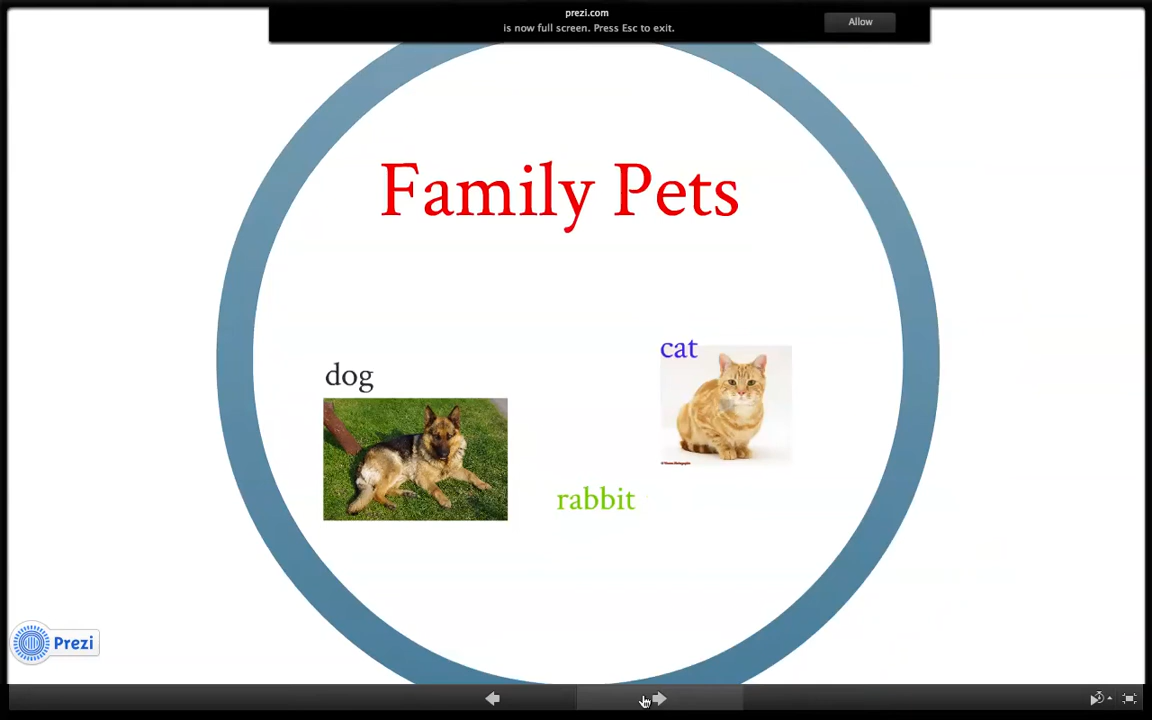 prezi.com
is now full screen. Press Esc to exit.
Allow
Family Pets
cat
dog
rabbit
Prezi